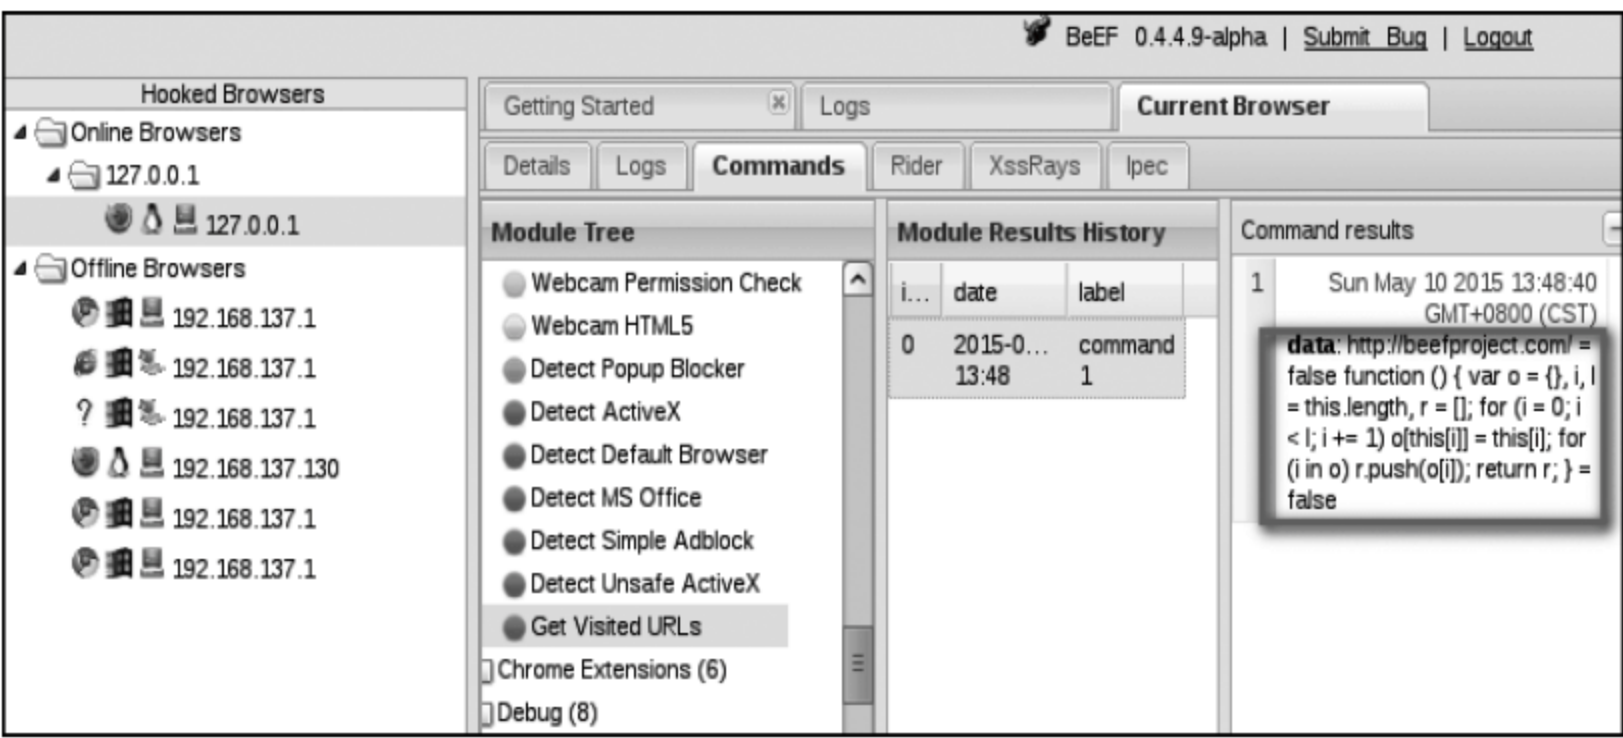 BeEF 0.4.4.9-alpha | Submit Bug | Logout
Hooked Browsers
Online Browsers
127.0.0.1
127.0.0.1
Offline Browsers
192.168.137.1
192.168.137.1
? 192.168.137.1
192.168.137.130
192.168.137.1
192.168.137.1
Getting Started
Logs
Current Browser
Details
Logs
Commands
Rider
XssRays
Ipec
Module Tree
Webcam Permission Check
Webcam HTML5
Detect Popup Blocker
Detect ActiveX
Detect Default Browser
Detect MS Office
Detect Simple Adblock
Detect Unsafe ActiveX
Get Visited URLs
Chrome Extensions (6)
Debug (8)
Module Results History
i... date label
0 2015-0... command
13:48 1
Command results
1 Sun May 10 2015 13:48:40
GMT+0800 (CST)
data: http://beefproject.com/ =
false function () { var o = {}, i, l
= this.length, r = []; for (i = 0; i
< l; i += 1) o[this[i]] = this[i]; for
(i in o) r.push(o[i]); return r; } =
false